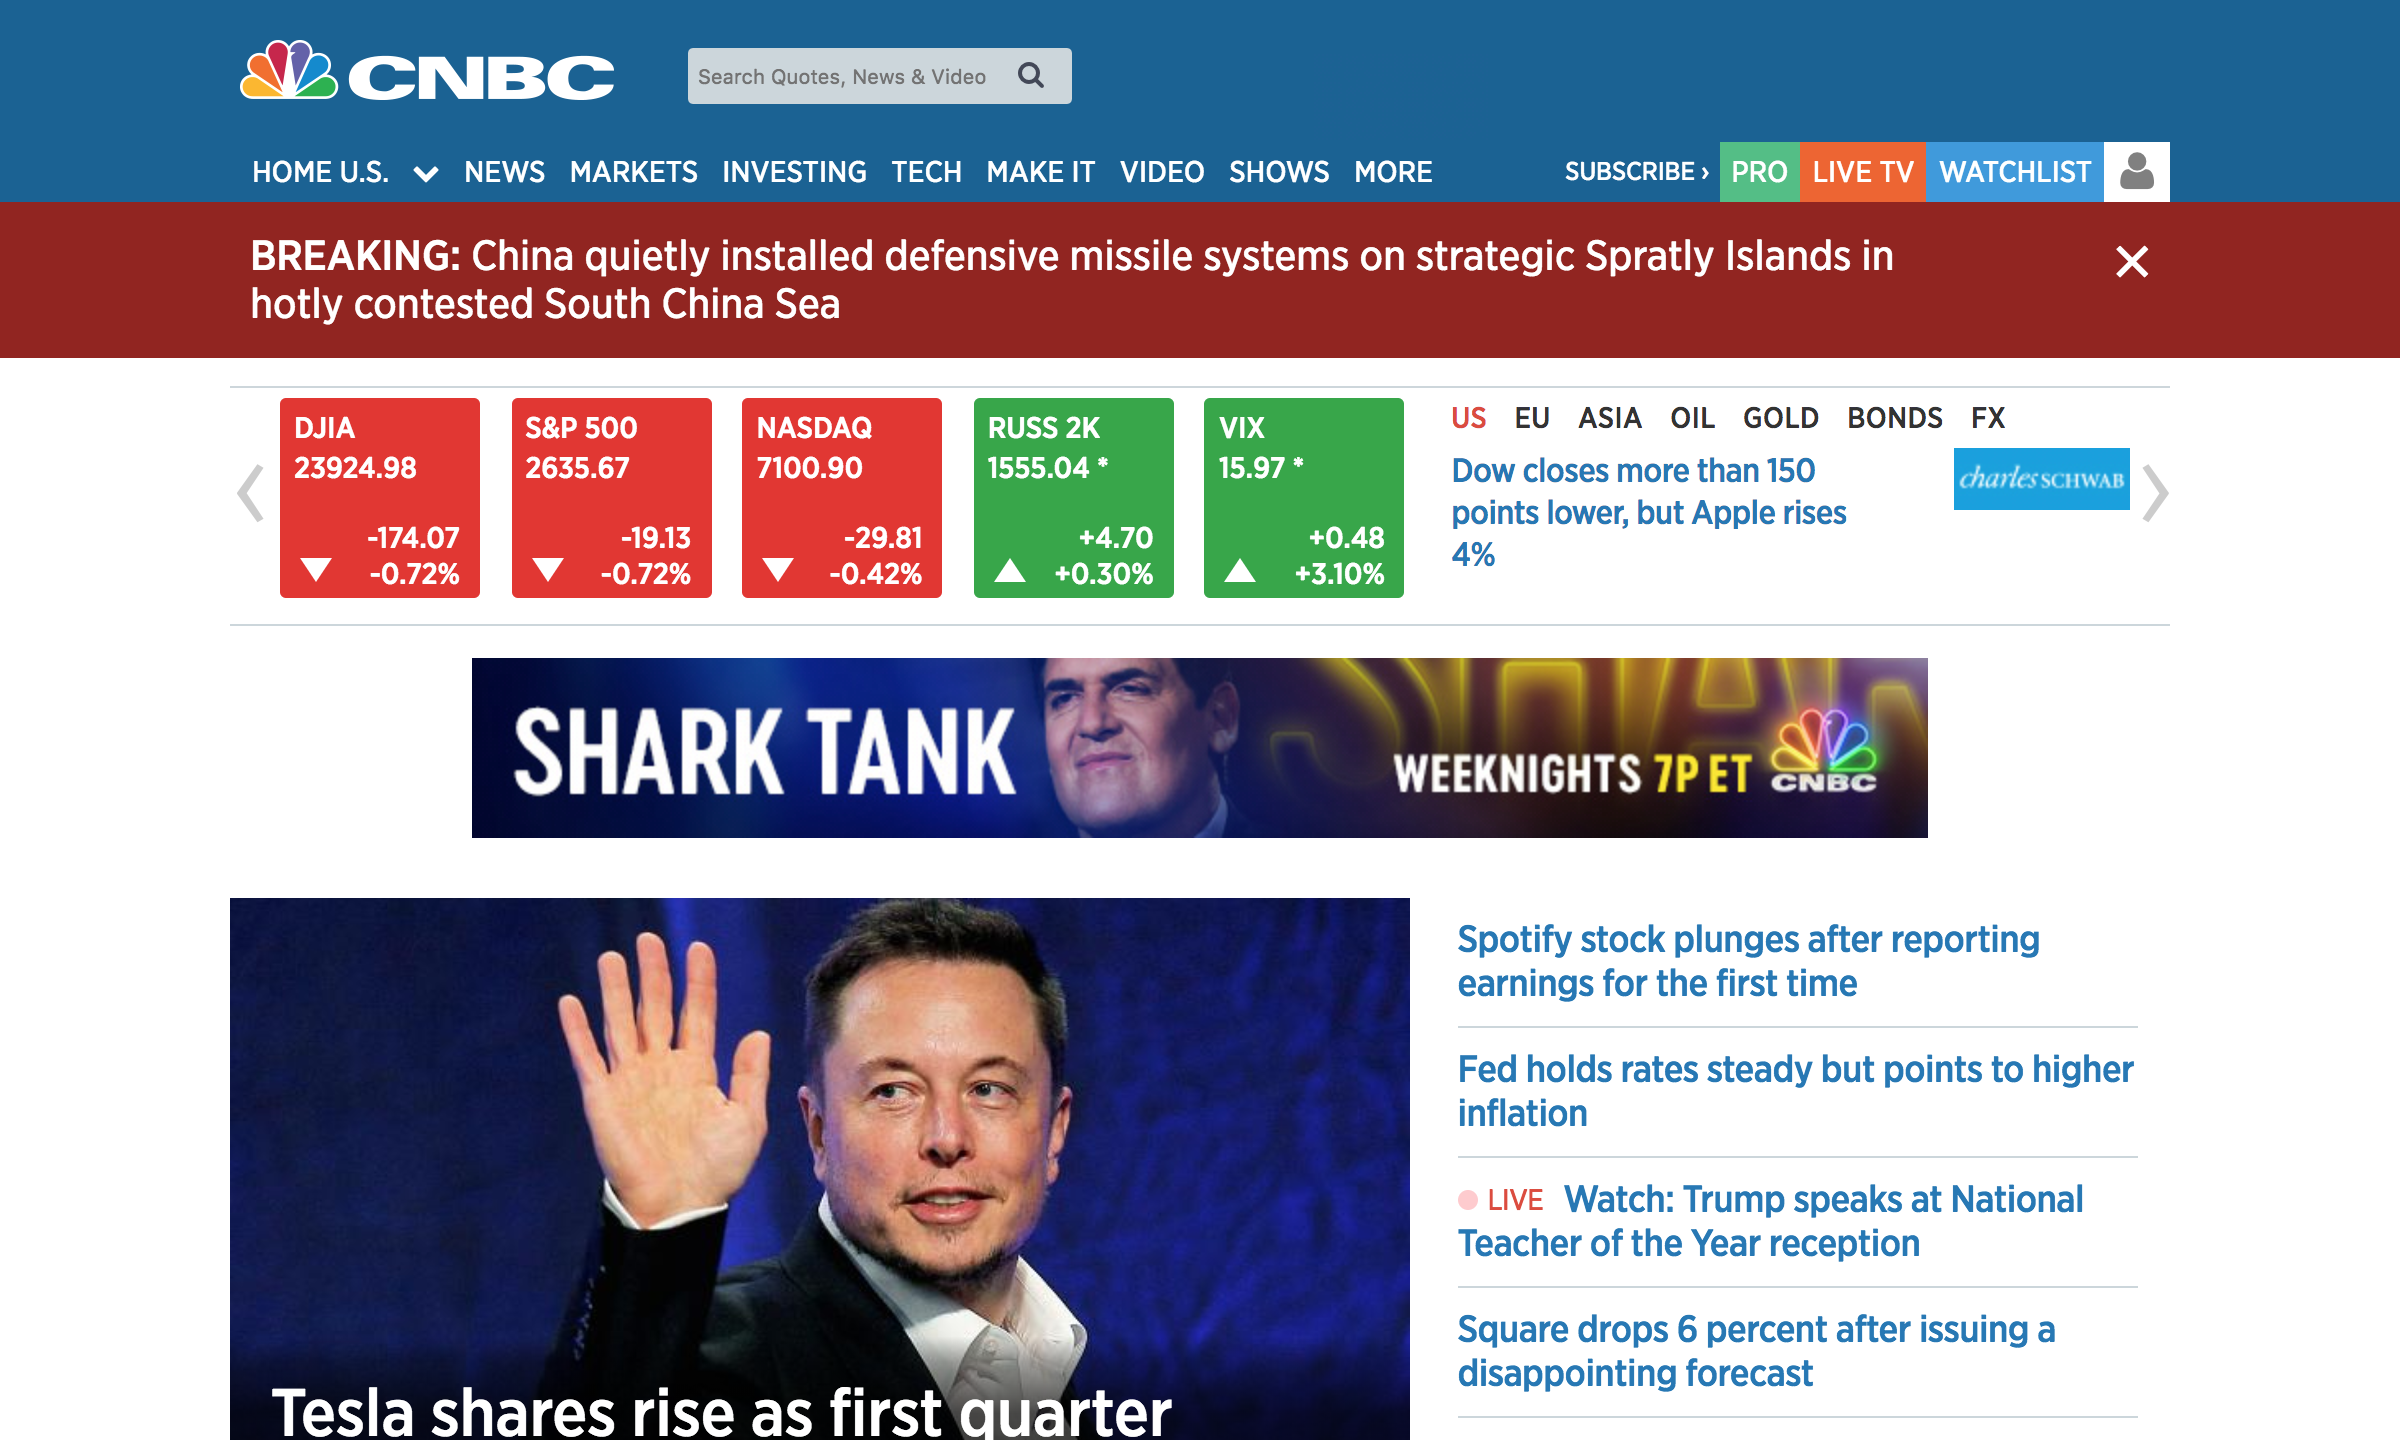 CNBC
Search Quotes, News & Video
HOME U.S. NEWS MARKETS INVESTING TECH MAKE IT VIDEO SHOWS MORE SUBSCRIBE › PRO LIVE TV WATCHLIST
BREAKING: China quietly installed defensive missile systems on strategic Spratly Islands in
hotly contested South China Sea
DJIA
23924.98
-174.07
-0.72%
S&P 500
2635.67
-19.13
-0.72%
NASDAQ
7100.90
-29.81
-0.42%
RUSS 2K
1555.04 *
+4.70
+0.30%
VIX
15.97 *
+0.48
+3.10%
US EU ASIA OIL GOLD BONDS FX
Dow closes more than 150
points lower, but Apple rises
4%
charles SCHWAB
SHARK TANK
SHAR
WEEKNIGHTS 7P ET
CNBC
Tesla shares rise as first quarter
Spotify stock plunges after reporting
earnings for the first time
Fed holds rates steady but points to higher
inflation
LIVE Watch: Trump speaks at National
Teacher of the Year reception
Square drops 6 percent after issuing a
disappointing forecast